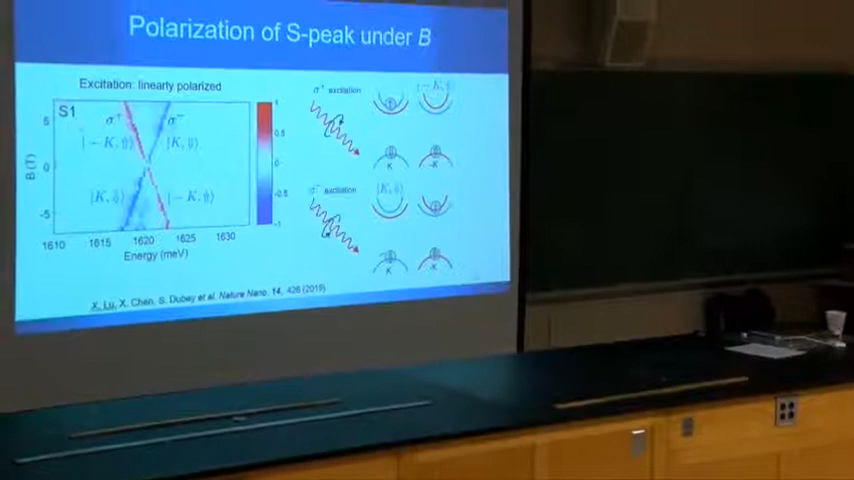 Polarization of S-peak under B
Excitation: linearly polarized
S1
σ+
σ−
B (T)
5
0
-5
1610 1615 1620 1625 1630
Energy (meV)
1
0.5
0
-0.5
-1
σ+ excitation
K
-K
σ− excitation
K
-K
X. Lu, X. Chen, S. Dubey et al. Nature Nano. 14, 426 (2019)